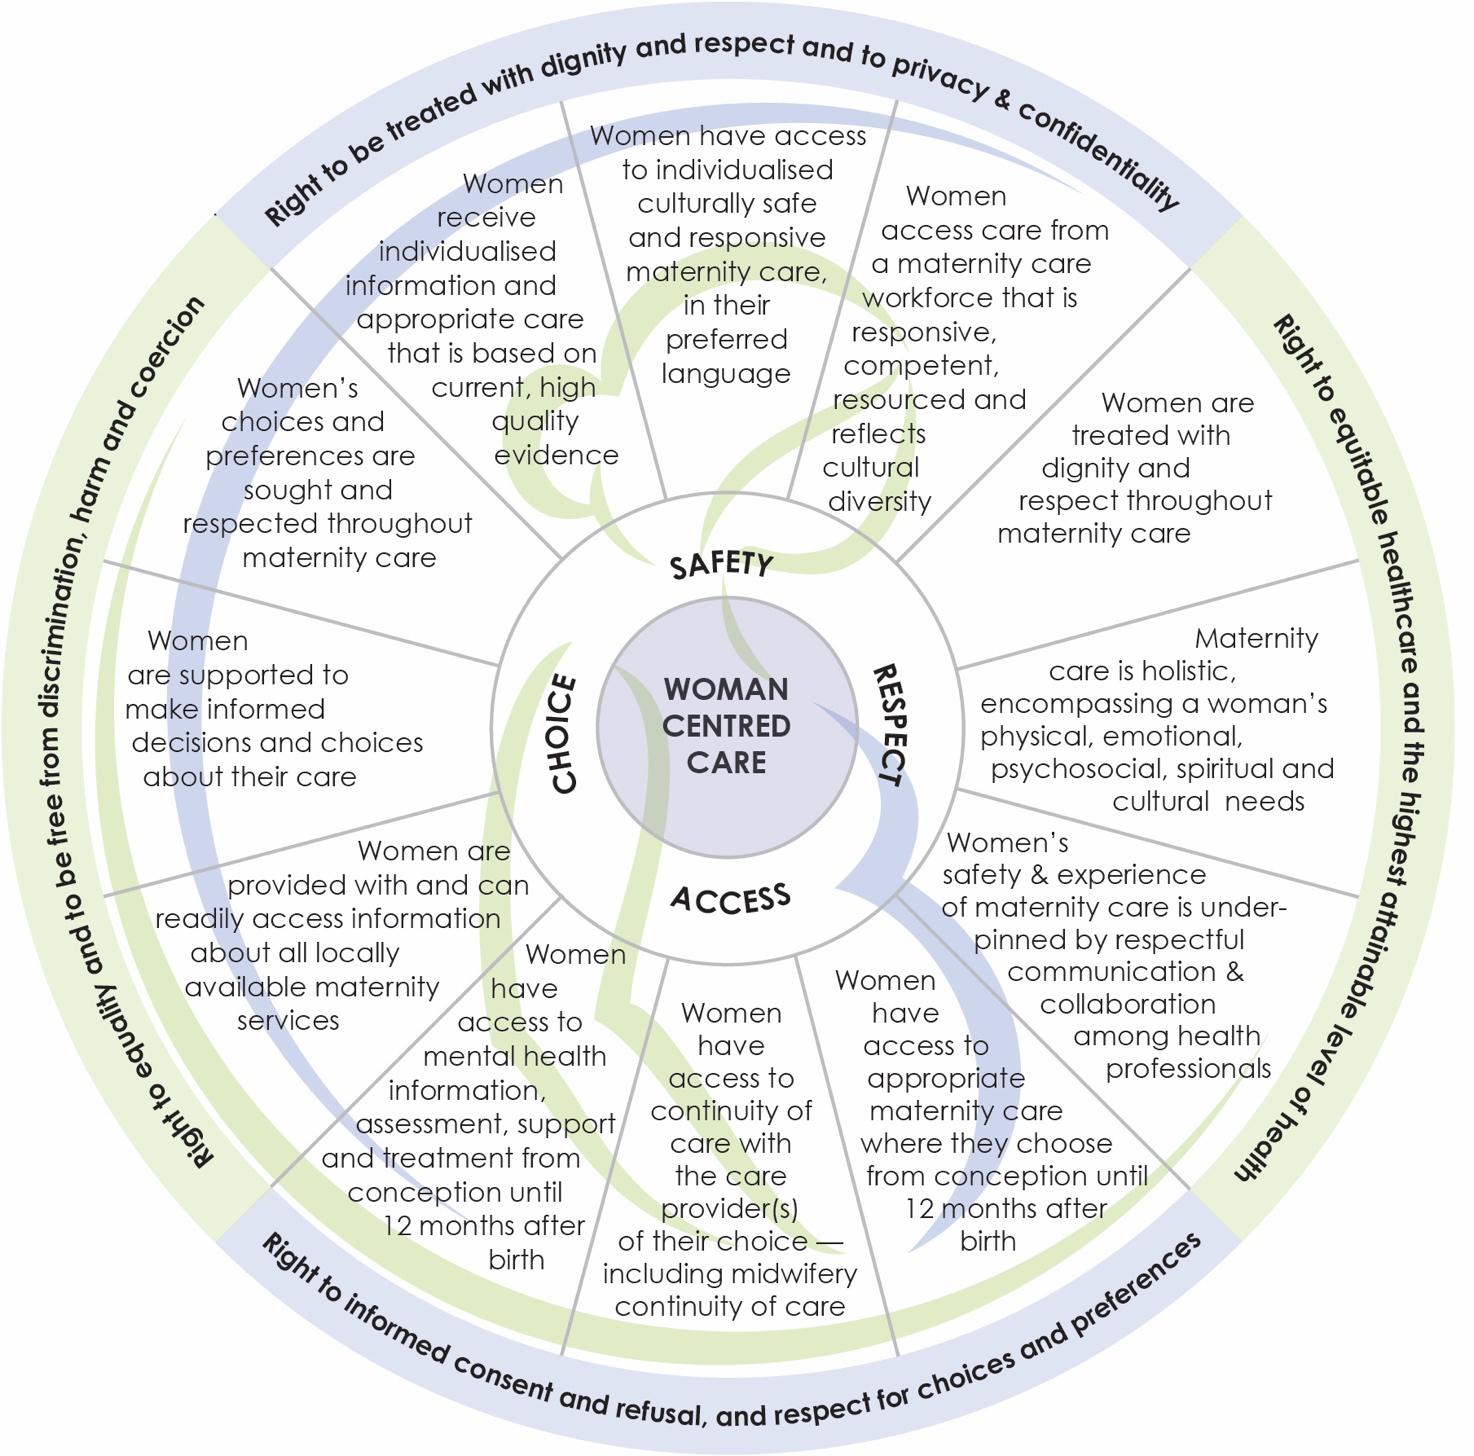 Right to be treated with dignity and respect and to privacy & confidentiality
Right to equitable healthcare and the highest attainable level of health
Right to informed consent and refusal, and respect for choices and preferences
Right to equality and to be free from discrimination, harm and coercion
Women have access
to individualised
culturally safe
and responsive
maternity care,
in their
preferred
language
Women
access care from
a maternity care
workforce that is
responsive,
competent,
resourced and
reflects
cultural
diversity
Women are
treated with
dignity and
respect throughout
maternity care
Maternity
care is holistic,
encompassing a woman’s
physical, emotional,
psychosocial, spiritual and
cultural needs
Women’s
safety & experience
of maternity care is under-
pinned by respectful
communication &
collaboration
among health
professionals
Women
have
access to
appropriate
maternity care
where they choose
from conception until
12 months after
birth
Women
have
access to
continuity of
care with
the care
provider(s)
of their choice —
including midwifery
continuity of care
Women
have
access to
mental health
information,
assessment, support
and treatment from
conception until
12 months after
birth
Women are
provided with and can
readily access information
about all locally
available maternity
services
Women
are supported to
make informed
decisions and choices
about their care
Women’s
choices and
preferences are
sought and
respected throughout
maternity care
Women
receive
individualised
information and
appropriate care
that is based on
current, high
quality
evidence
SAFETY
RESPECT
ACCESS
CHOICE
WOMAN
CENTRED
CARE